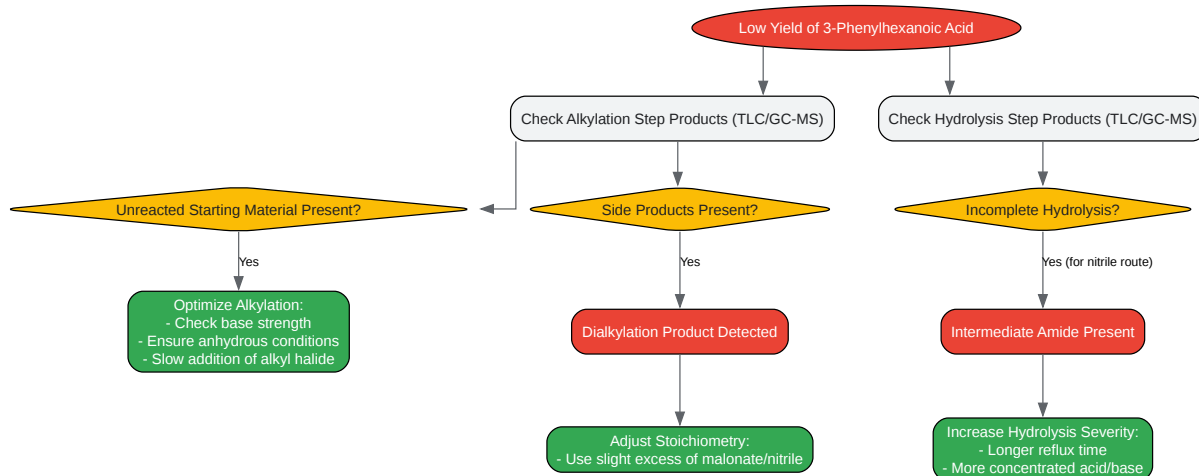 Low Yield of 3-Phenylhexanoic Acid
Check Alkylation Step Products (TLC/GC-MS)
Check Hydrolysis Step Products (TLC/GC-MS)
Unreacted Starting Material Present?
Side Products Present?
Incomplete Hydrolysis?
Yes
Yes
Yes (for nitrile route)
Optimize Alkylation:
- Check base strength
- Ensure anhydrous conditions
- Slow addition of alkyl halide
Dialkylation Product Detected
Intermediate Amide Present
Adjust Stoichiometry:
- Use slight excess of malonate/nitrile
Increase Hydrolysis Severity:
- Longer reflux time
- More concentrated acid/base